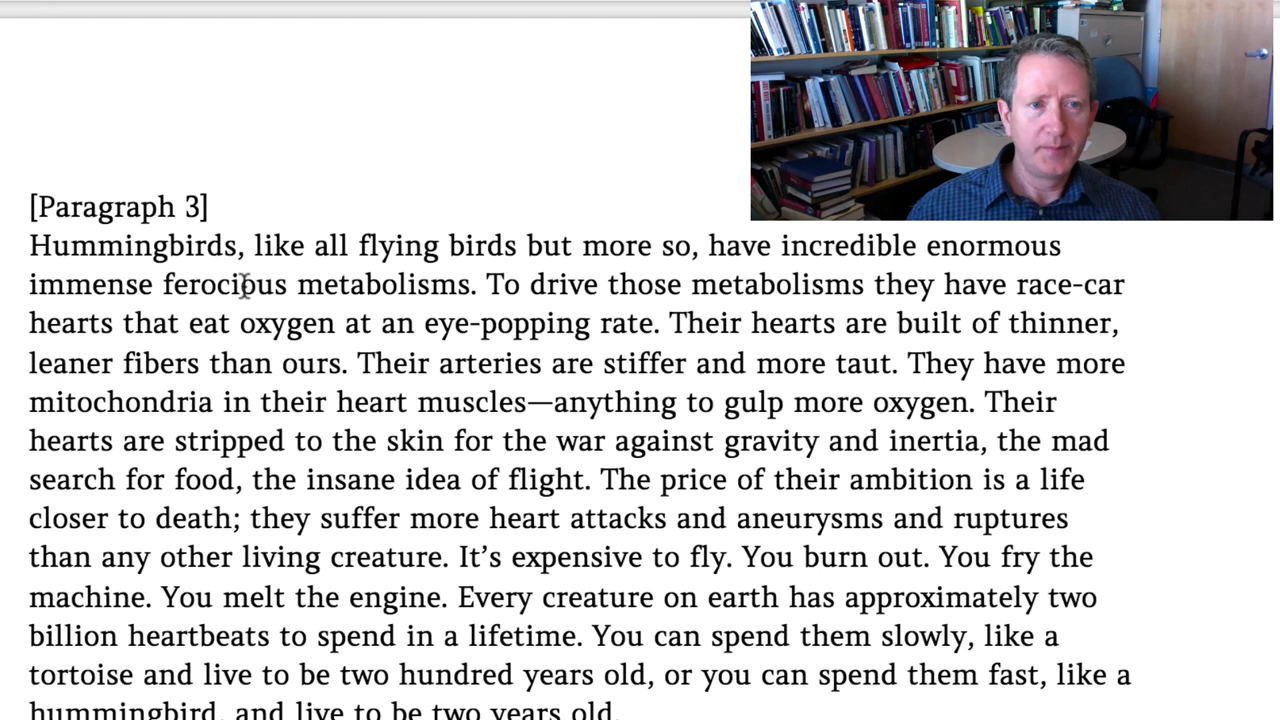 [Paragraph 3]
Hummingbirds, like all flying birds but more so, have incredible enormous
immense ferocious metabolisms. To drive those metabolisms they have race-car
hearts that eat oxygen at an eye-popping rate. Their hearts are built of thinner,
leaner fibers than ours. Their arteries are stiffer and more taut. They have more
mitochondria in their heart muscles—anything to gulp more oxygen. Their
hearts are stripped to the skin for the war against gravity and inertia, the mad
search for food, the insane idea of flight. The price of their ambition is a life
closer to death; they suffer more heart attacks and aneurysms and ruptures
than any other living creature. It’s expensive to fly. You burn out. You fry the
machine. You melt the engine. Every creature on earth has approximately two
billion heartbeats to spend in a lifetime. You can spend them slowly, like a
tortoise and live to be two hundred years old, or you can spend them fast, like a
hummingbird, and live to be two years old.